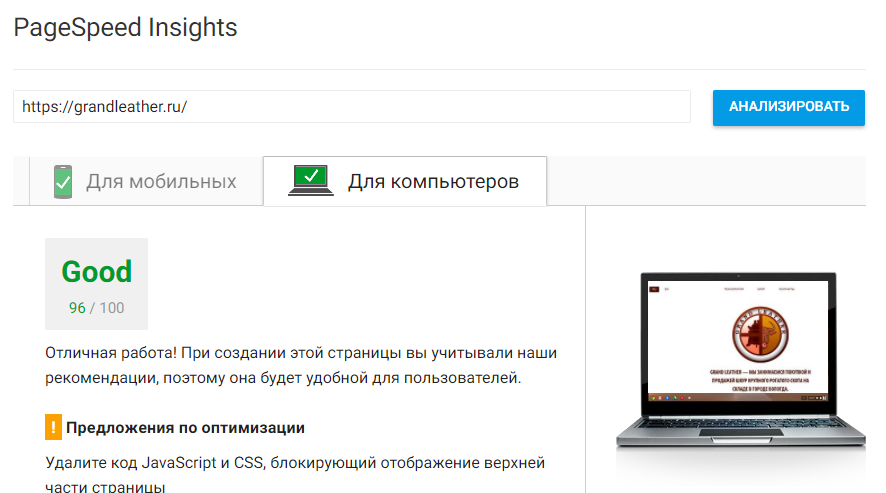 PageSpeed Insights
https://grandleather.ru/
АНАЛИЗИРОВАТЬ
Для мобильных
Для компьютеров
Good
96 / 100
Отличная работа! При создании этой страницы вы учитывали наши
рекомендации, поэтому она будет удобной для пользователей.
! Предложения по оптимизации
Удалите код JavaScript и CSS, блокирующий отображение верхней
части страницы
GRAND LEATHER
GRAND LEATHER — МЫ ЗАНИМАЕМСЯ ПОКУПКОЙ И
ПРОДАЖЕЙ ШКУР КРУПНОГО РОГАТОГО СКОТА НА
СКЛАДЕ В ГОРОДЕ ВОЛОГДА.